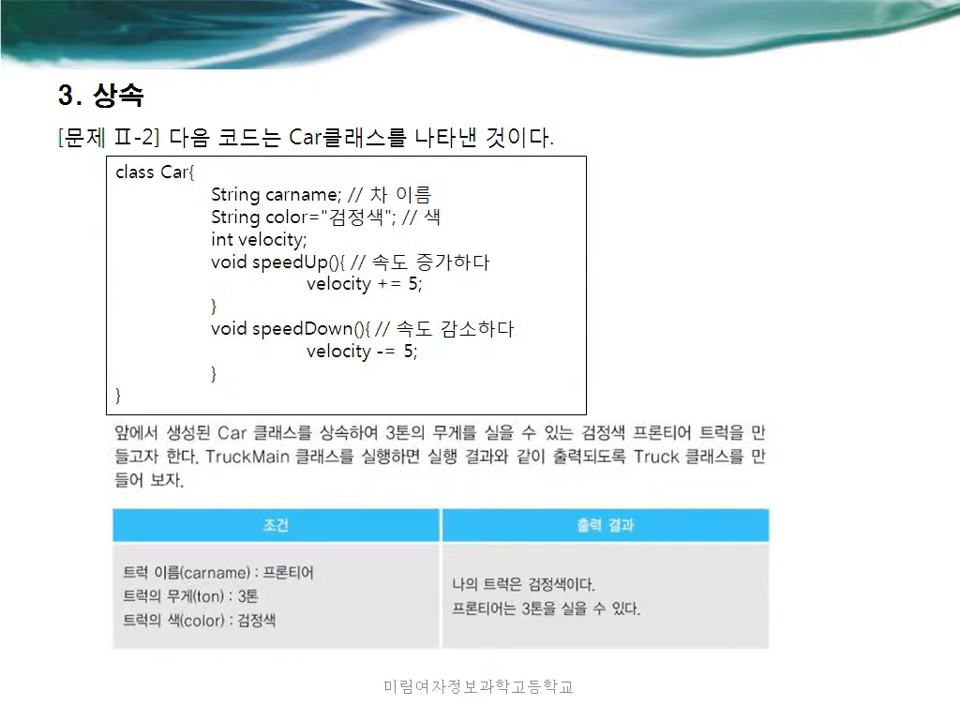 3. 상속
[문제 Ⅱ-2] 다음 코드는 Car클래스를 나타낸 것이다.
class Car{
String carname; // 차 이름
String color="검정색"; // 색
int velocity;
void speedUp(){ // 속도 증가하다
velocity += 5;
}
void speedDown(){ // 속도 감소하다
velocity -= 5;
}
}
앞에서 생성된 Car 클래스를 상속하여 3톤의 무게를 실을 수 있는 검정색 프론티어 트럭을 만
들고자 한다. TruckMain 클래스를 실행하면 실행 결과와 같이 출력되도록 Truck 클래스를 만
들어 보자.
조건
출력 결과
트럭 이름(carname) : 프론티어
트럭의 무게(ton) : 3톤
트럭의 색(color) : 검정색
나의 트럭은 검정색이다.
프론티어는 3톤을 실을 수 있다.
미림여자정보과학고등학교